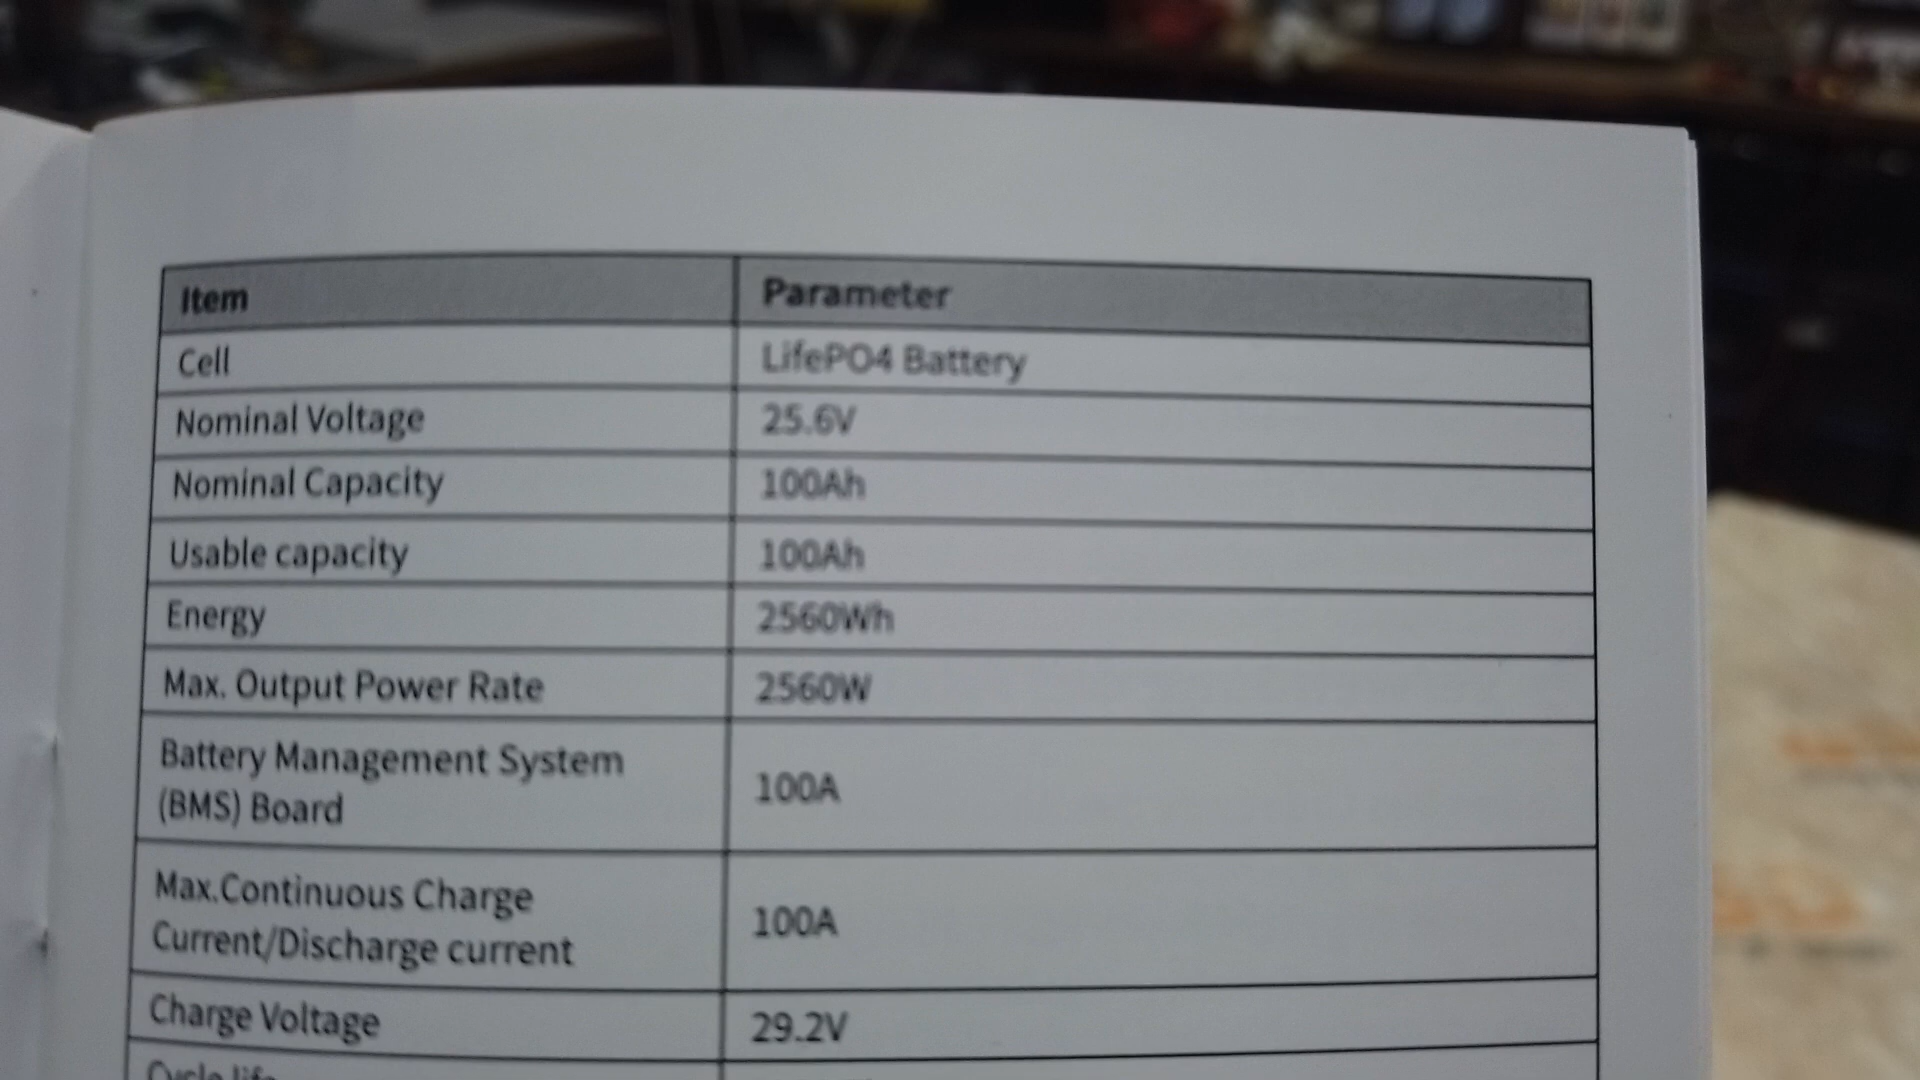 Item Parameter
Cell LifePO4 Battery
Nominal Voltage 25.6V
Nominal Capacity 100Ah
Usable capacity 100Ah
Energy 2560Wh
Max. Output Power Rate 2560W
Battery Management System
(BMS) Board 100A
Max.Continuous Charge
Current/Discharge current 100A
Charge Voltage 29.2V
Cycle life